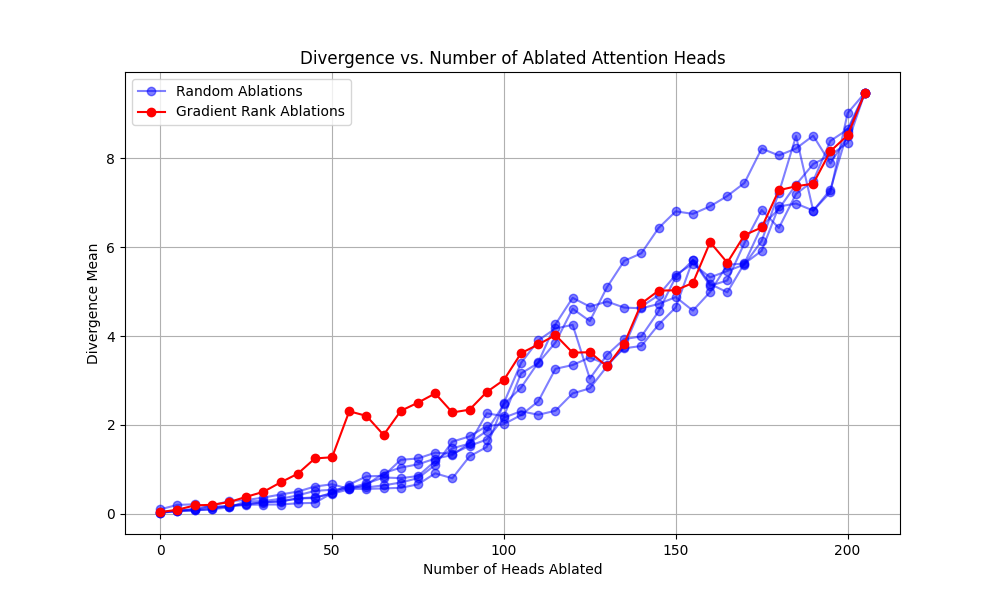 Divergence vs. Number of Ablated Attention Heads
Random Ablations
Gradient Rank Ablations
8
6
4
2
0
Divergence Mean
0 50 100 150 200
Number of Heads Ablated